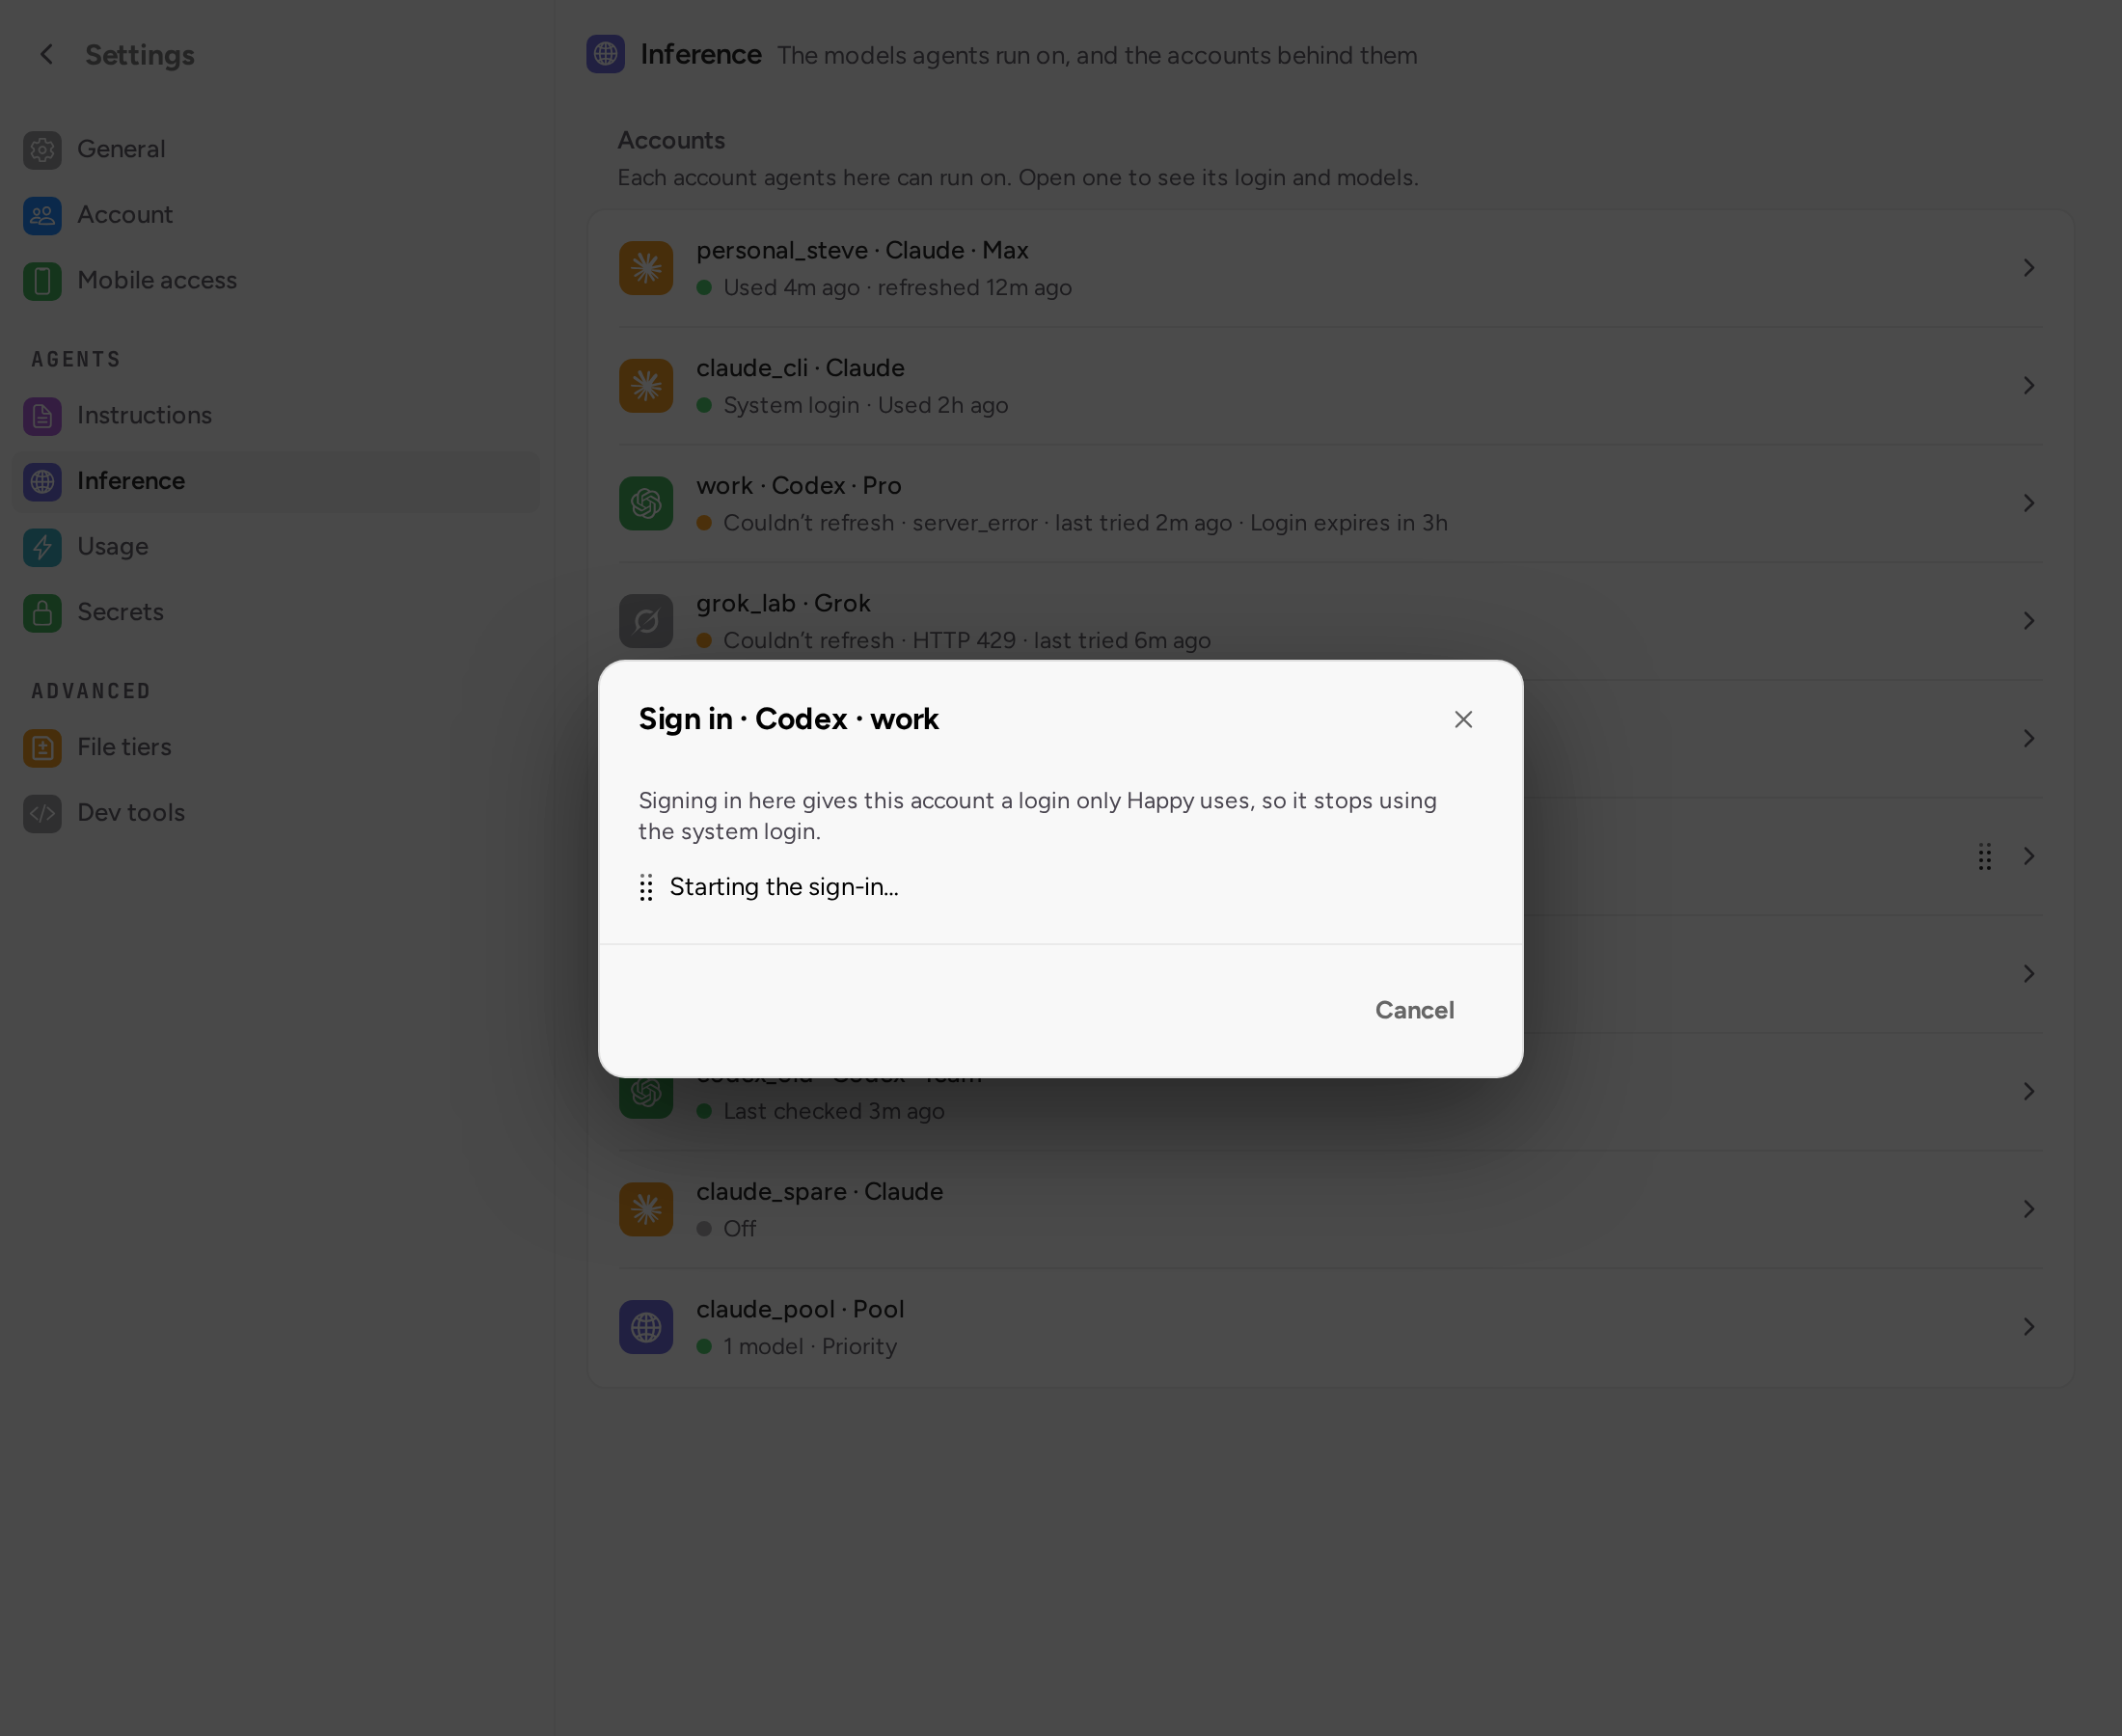 Settings
General
Account
Mobile access
AGENTS
Instructions
Inference
Usage
Secrets
ADVANCED
File tiers
Dev tools
Inference The models agents run on, and the accounts behind them
Accounts
Each account agents here can run on. Open one to see its login and models.
personal_steve · Claude · Max
Used 4m ago · refreshed 12m ago
claude_cli · Claude
System login · Used 2h ago
work · Codex · Pro
Couldn’t refresh · server_error · last tried 2m ago · Login expires in 3h
grok_lab · Grok
Couldn’t refresh · HTTP 429 · last tried 6m ago
Sign in · Codex · work
Signing in here gives this account a login only Happy uses, so it stops using
the system login.
Starting the sign-in…
Cancel
Last checked 3m ago
claude_spare · Claude
Off
claude_pool · Pool
1 model · Priority